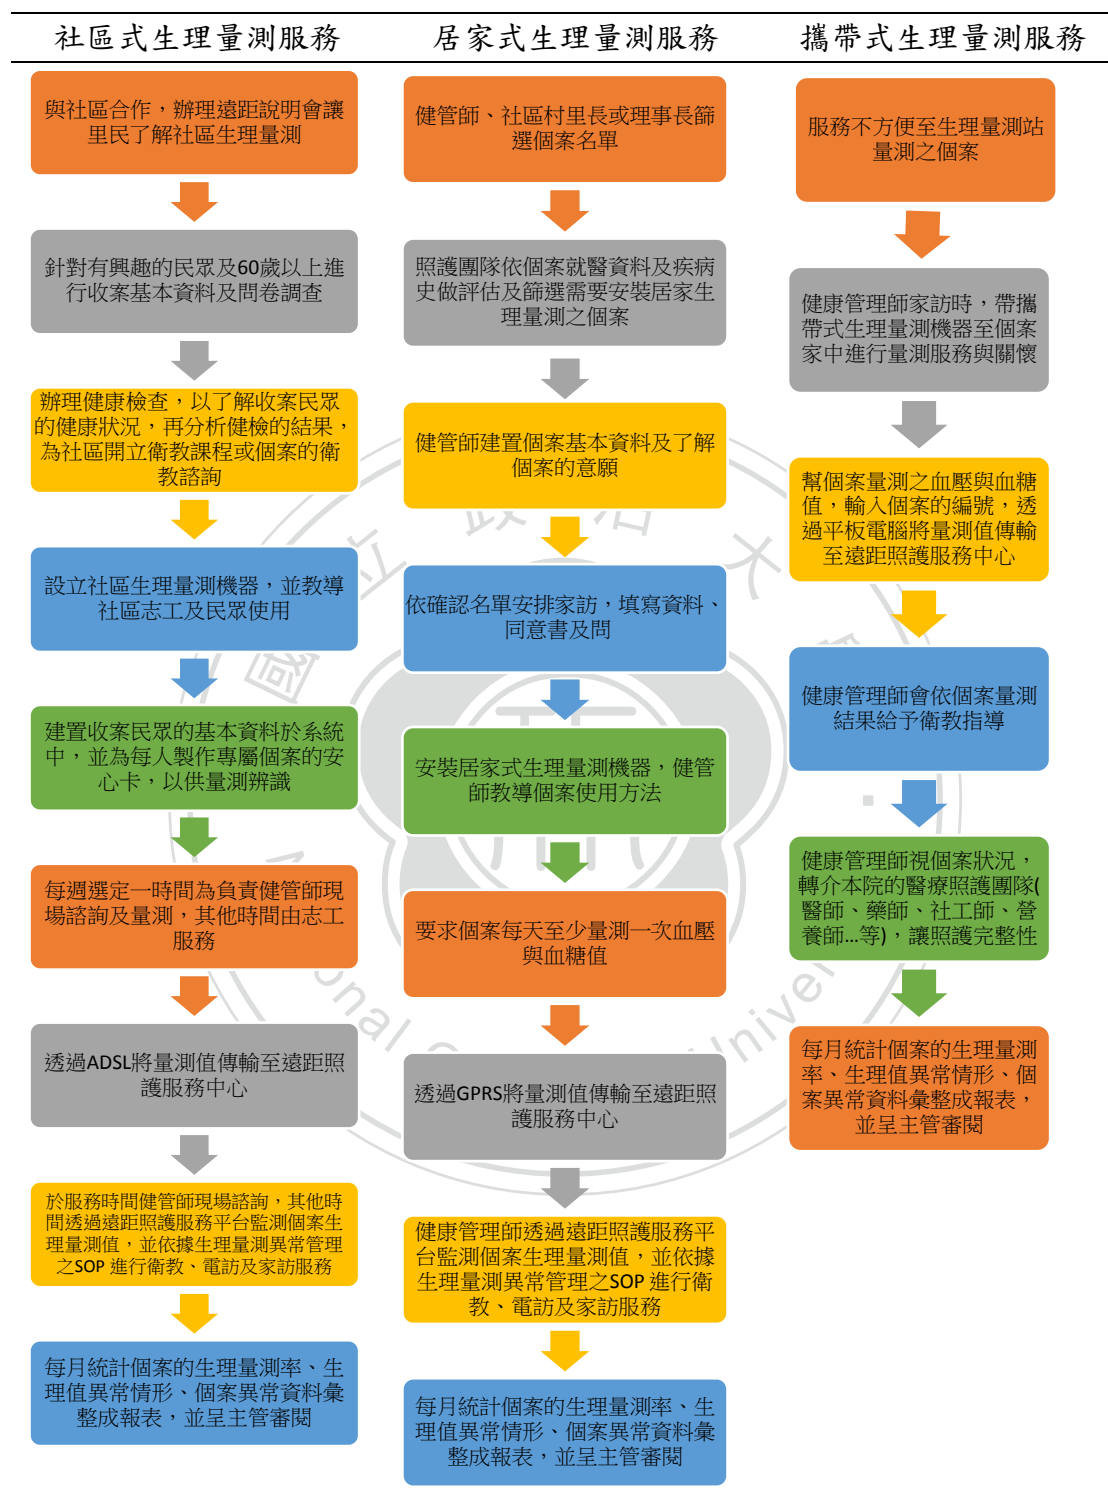 社區式生理量測服務
居家式生理量測服務
攜帶式生理量測服務
與社區合作，辦理遠距說明會讓
里民了解社區生理量測
針對有興趣的民眾及60歲以上進
行收案基本資料及問卷調查
辦理健康檢查，以了解收案民眾
的健康狀況，再分析健檢的結果，
為社區開立衛教課程或個案的衛
教諮詢
設立社區生理量測機器，並教導
社區志工及民眾使用
建置收案民眾的基本資料於系統
中，並為每人製作專屬個案的安
心卡，以供量測辨識
每週選定一時間為負責健管師現
場諮詢及量測，其他時間由志工
服務
透過ADSL將量測值傳輸至遠距照
護服務中心
於服務時間健管師現場諮詢，其他時
間透過遠距照護服務平台監測個案生
理量測值，並依據生理量測異常管理
之SOP 進行衛教、電訪及家訪服務
每月統計個案的生理量測率、生
理值異常情形、個案異常資料彙
整成報表，並呈主管審閱
健管師、社區村里長或理事長篩
選個案名單
照護團隊依個案就醫資料及疾病
史做評估及篩選需要安裝居家生
理量測之個案
健管師建置個案基本資料及了解
個案的意願
依確認名單安排家訪，填寫資料、
同意書及問
安裝居家式生理量測機器，健管
師教導個案使用方法
要求個案每天至少量測一次血壓
與血糖值
透過GPRS將量測值傳輸至遠距照
護服務中心
健康管理師透過遠距照護服務平
台監測個案生理量測值，並依據
生理量測異常管理之SOP 進行衛
教、電訪及家訪服務
每月統計個案的生理量測率、生
理值異常情形、個案異常資料彙
整成報表，並呈主管審閱
服務不方便至生理量測站
量測之個案
健康管理師家訪時，帶攜
帶式生理量測機器至個案
家中進行量測服務與關懷
幫個案量測之血壓與血糖
值，輸入個案的編號，透
過平板電腦將量測值傳輸
至遠距照護服務中心
健康管理師會依個案量測
結果給予衛教指導
健康管理師視個案狀況，
轉介本院的醫療照護團隊(
醫師、藥師、社工師、營
養師...等)，讓照護完整性
每月統計個案的生理量測
率、生理值異常情形、個
案異常資料彙整成報表，
並呈主管審閱